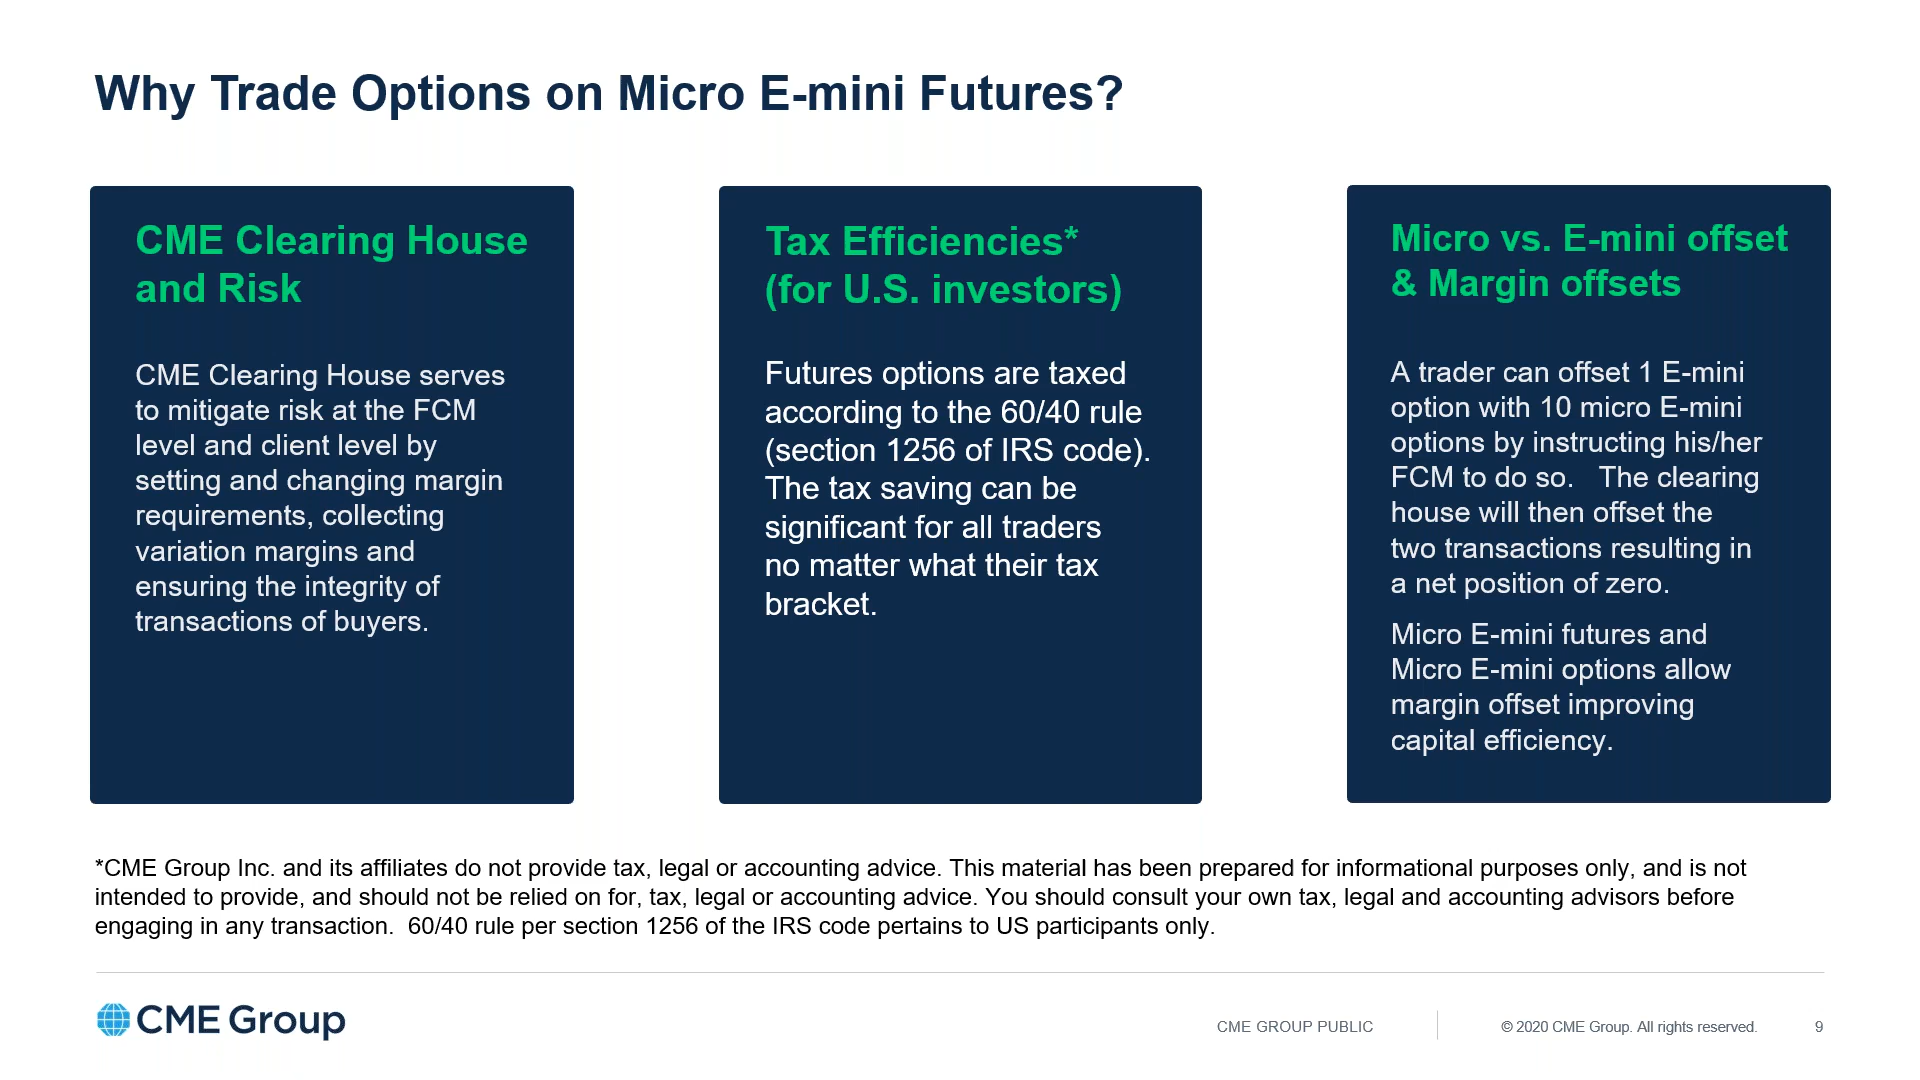 Why Trade Options on Micro E-mini Futures?
CME Clearing House
and Risk
CME Clearing House serves
to mitigate risk at the FCM
level and client level by
setting and changing margin
requirements, collecting
variation margins and
ensuring the integrity of
transactions of buyers.
Tax Efficiencies*
(for U.S. investors)
Futures options are taxed
according to the 60/40 rule
(section 1256 of IRS code).
The tax saving can be
significant for all traders
no matter what their tax
bracket.
Micro vs. E-mini offset
& Margin offsets
A trader can offset 1 E-mini
option with 10 micro E-mini
options by instructing his/her
FCM to do so.   The clearing
house will then offset the
two transactions resulting in
a net position of zero.
Micro E-mini futures and
Micro E-mini options allow
margin offset improving
capital efficiency.
*CME Group Inc. and its affiliates do not provide tax, legal or accounting advice. This material has been prepared for informational purposes only, and is not
intended to provide, and should not be relied on for, tax, legal or accounting advice. You should consult your own tax, legal and accounting advisors before
engaging in any transaction.  60/40 rule per section 1256 of the IRS code pertains to US participants only.
CME Group
CME GROUP PUBLIC
© 2020 CME Group. All rights reserved.
9